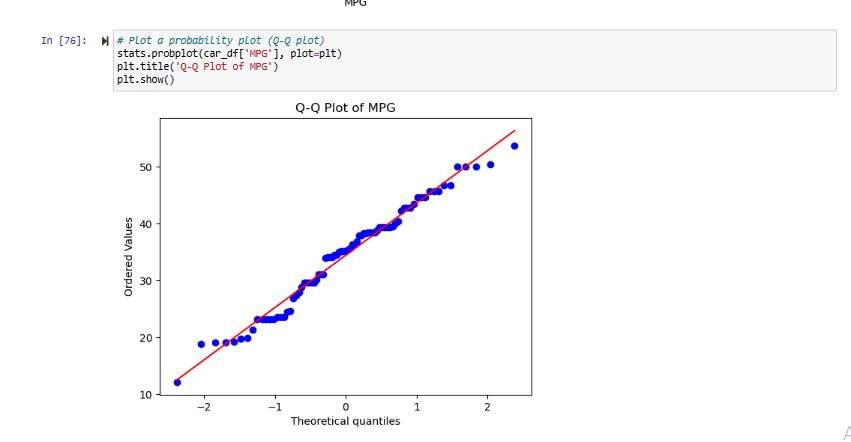 MPG
In [76]:
# Plot a probability plot (Q-Q plot)
stats.probplot(car_df['MPG'], plot=plt)
plt.title('Q-Q Plot of MPG')
plt.show()
Q-Q Plot of MPG
Ordered Values
50
40
30
20
10
−2 −1 0 1 2
Theoretical quantiles